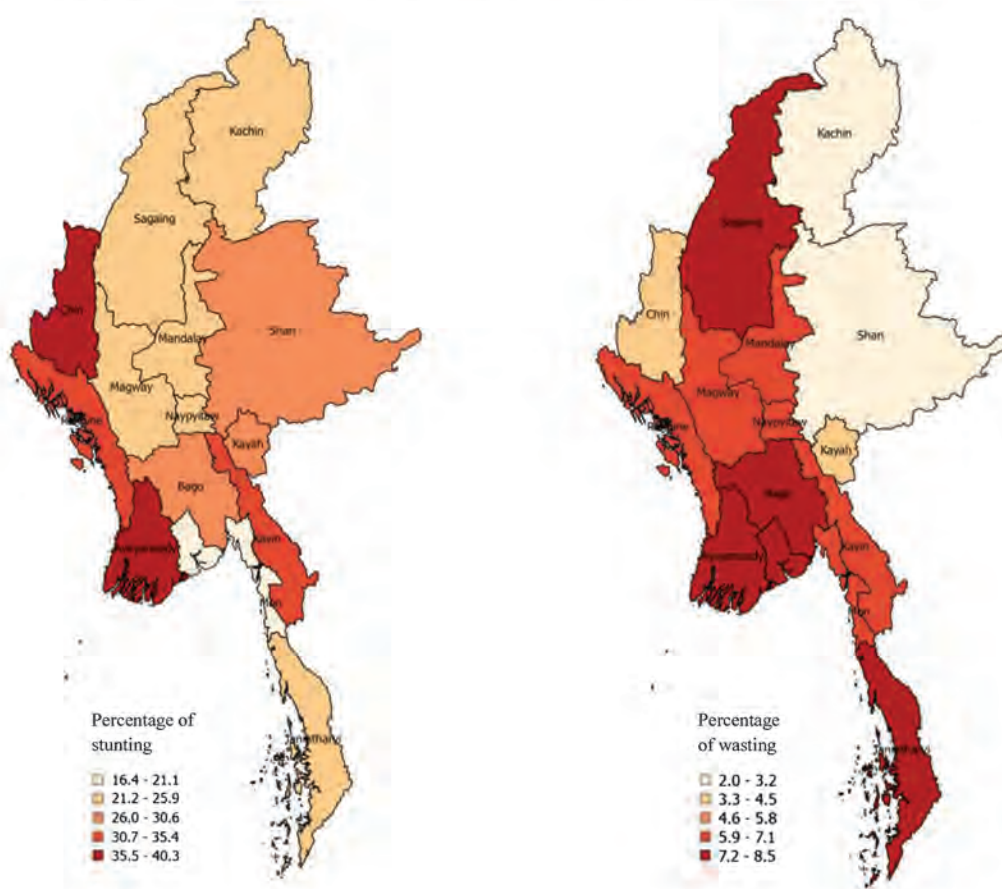 Kachin
Sagaing
Chin
Shan
Mandalay
Magway
Naypyitaw
Kayah
Bago
Kayin
Mon
Percentage of
stunting
16.4 - 21.1
21.2 - 25.9
26.0 - 30.6
30.7 - 35.4
35.5 - 40.3
Kachin
Sagaing
Chin
Shan
Mandalay
Magway
Naypyitaw
Kayah
Bago
Kayin
Mon
Percentage
of wasting
2.0 - 3.2
3.3 - 4.5
4.6 - 5.8
5.9 - 7.1
7.2 - 8.5